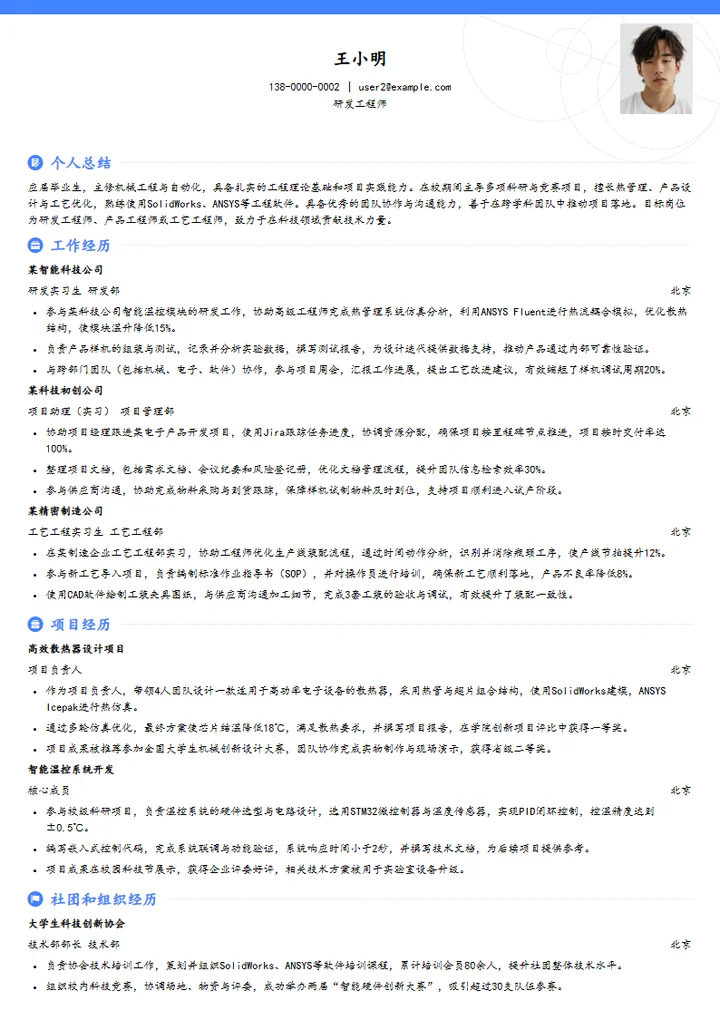 王小明
138-0000-0002 | user2@example.com
研发工程师
个人总结
应届毕业生，主修机械工程与自动化，具备扎实的工程理论基础和项目实践能力。在校期间主导多项科研与竞赛项目，擅长热管理、产品设
计与工艺优化，熟练使用SolidWorks、ANSYS等工程软件。具备优秀的团队协作与沟通能力，善于在跨学科团队中推动项目落地。目标岗位
为研发工程师、产品工程师或工艺工程师，致力于在科技领域贡献技术力量。
工作经历
某智能科技公司
研发实习生 研发部 北京
• 参与某科技公司智能温控模块的研发工作，协助高级工程师完成热管理系统仿真分析，利用ANSYS Fluent进行热流耦合模拟，优化散热
结构，使模块温升降低15%。
• 负责产品样机的组装与测试，记录并分析实验数据，撰写测试报告，为设计迭代提供数据支持，推动产品通过内部可靠性验证。
• 与跨部门团队（包括机械、电子、软件）协作，参与项目周会，汇报工作进展，提出工艺改进建议，有效缩短了样机调试周期20%。
某科技初创公司
项目助理（实习） 项目管理部 北京
• 协助项目经理跟进某电子产品开发项目，使用Jira跟踪任务进度，协调资源分配，确保项目按里程碑节点推进，项目按时交付率达
100%。
• 整理项目文档，包括需求文档、会议纪要和风险登记册，优化文档管理流程，提升团队信息检索效率30%。
• 参与供应商沟通，协助完成物料采购与到货跟踪，保障样机试制物料及时到位，支持项目顺利进入试产阶段。
某精密制造公司
工艺工程实习生 工艺工程部 北京
• 在某制造企业工艺工程部实习，协助工程师优化生产线装配流程，通过时间动作分析，识别并消除瓶颈工序，使产线节拍提升12%。
• 参与新工艺导入项目，负责编制标准作业指导书（SOP），并对操作员进行培训，确保新工艺顺利落地，产品不良率降低8%。
• 使用CAD软件绘制工装夹具图纸，与供应商沟通加工细节，完成3套工装的验收与调试，有效提升了装配一致性。
项目经历
高效散热器设计项目
项目负责人 北京
• 作为项目负责人，带领4人团队设计一款适用于高功率电子设备的散热器，采用热管与翅片组合结构，使用SolidWorks建模，ANSYS
Icepak进行热仿真。
• 通过多轮仿真优化，最终方案使芯片结温降低18℃，满足散热要求，并撰写项目报告，在学院创新项目评比中获得一等奖。
• 项目成果被推荐参加全国大学生机械创新设计大赛，团队协作完成实物制作与现场演示，获得省级二等奖。
智能温控系统开发
核心成员 北京
• 参与校级科研项目，负责温控系统的硬件选型与电路设计，选用STM32微控制器与温度传感器，实现PID闭环控制，控温精度达到
±0.5℃。
• 编写嵌入式控制代码，完成系统联调与功能验证，系统响应时间小于2秒，并撰写技术文档，为后续项目提供参考。
• 项目成果在校园科技节展示，获得企业评委好评，相关技术方案被用于实验室设备升级。
社团和组织经历
大学生科技创新协会
技术部部长 技术部 北京
• 负责协会技术培训工作，策划并组织SolidWorks、ANSYS等软件培训课程，累计培训会员80余人，提升社团整体技术水平。
• 组织校内科技竞赛，协调场地、物资与评委，成功举办两届“智能硬件创新大赛”，吸引超过30支队伍参赛。